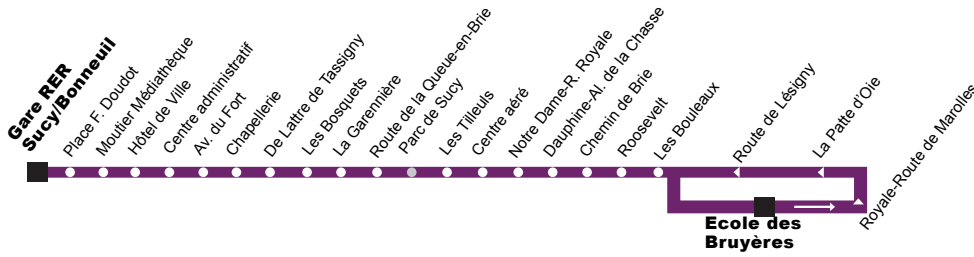 Gare RER
Sucy/Bonneuil
Place F. Doudot
Moutier Médiathèque
Hôtel de Ville
Centre administratif
Av. du Fort
Chapellerie
De Lattre de Tassigny
Les Bosquets
La Garennière
Route de la Queue-en-Brie
Parc de Sucy
Les Tilleuls
Centre aéré
Notre Dame-R. Royale
Dauphine-Al. de la Chasse
Chemin de Brie
Roosevelt
Les Bouleaux
Route de Lésigny
La Patte d'Oie
Royale-Route de Marolles
Ecole des
Bruyères